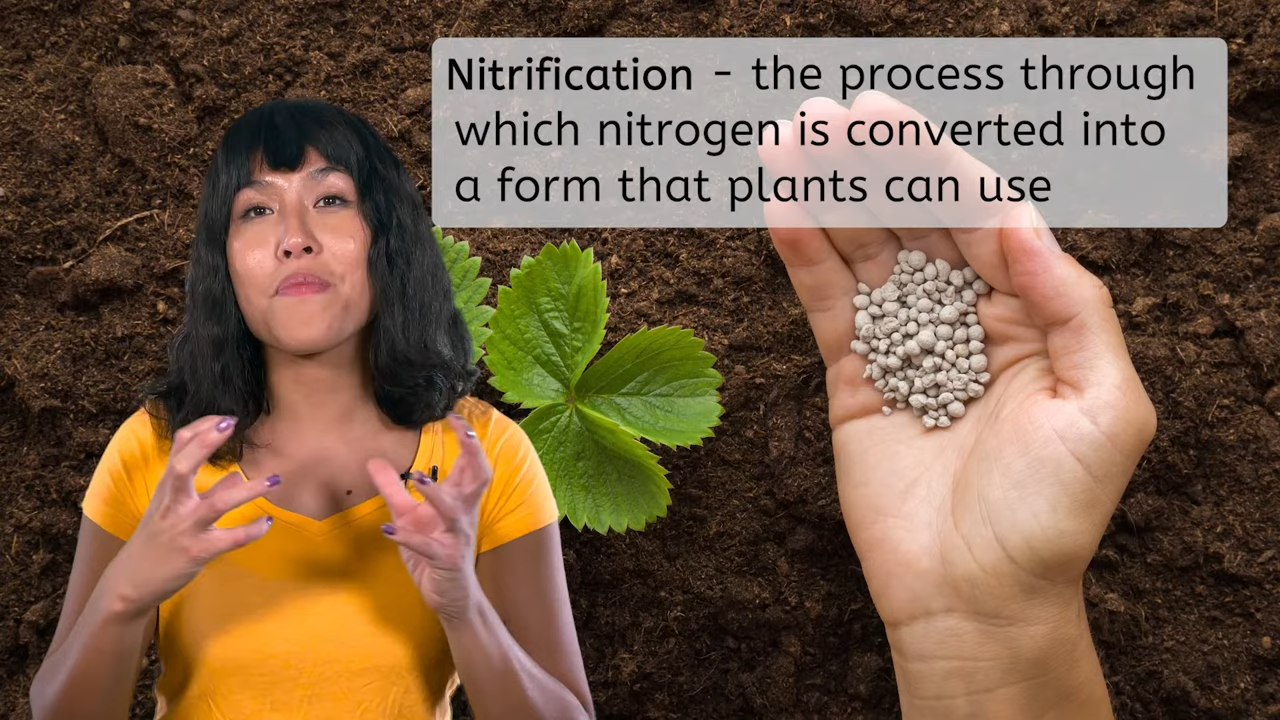 Nitrification - the process through
which nitrogen is converted into
a form that plants can use